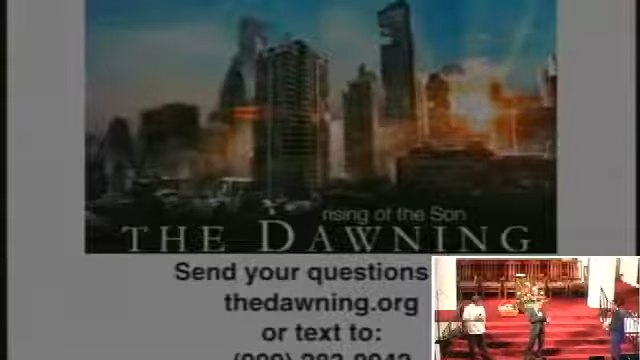 rising of the Son
THE DAWNING
Send your questions
thedawning.org
or text to: